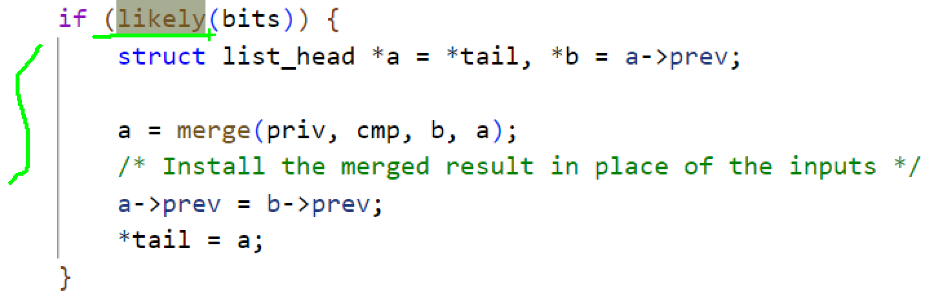 if (likely(bits)) {
struct list_head *a = *tail, *b = a->prev;
a = merge(priv, cmp, b, a);
/* Install the merged result in place of the inputs */
a->prev = b->prev;
*tail = a;
}